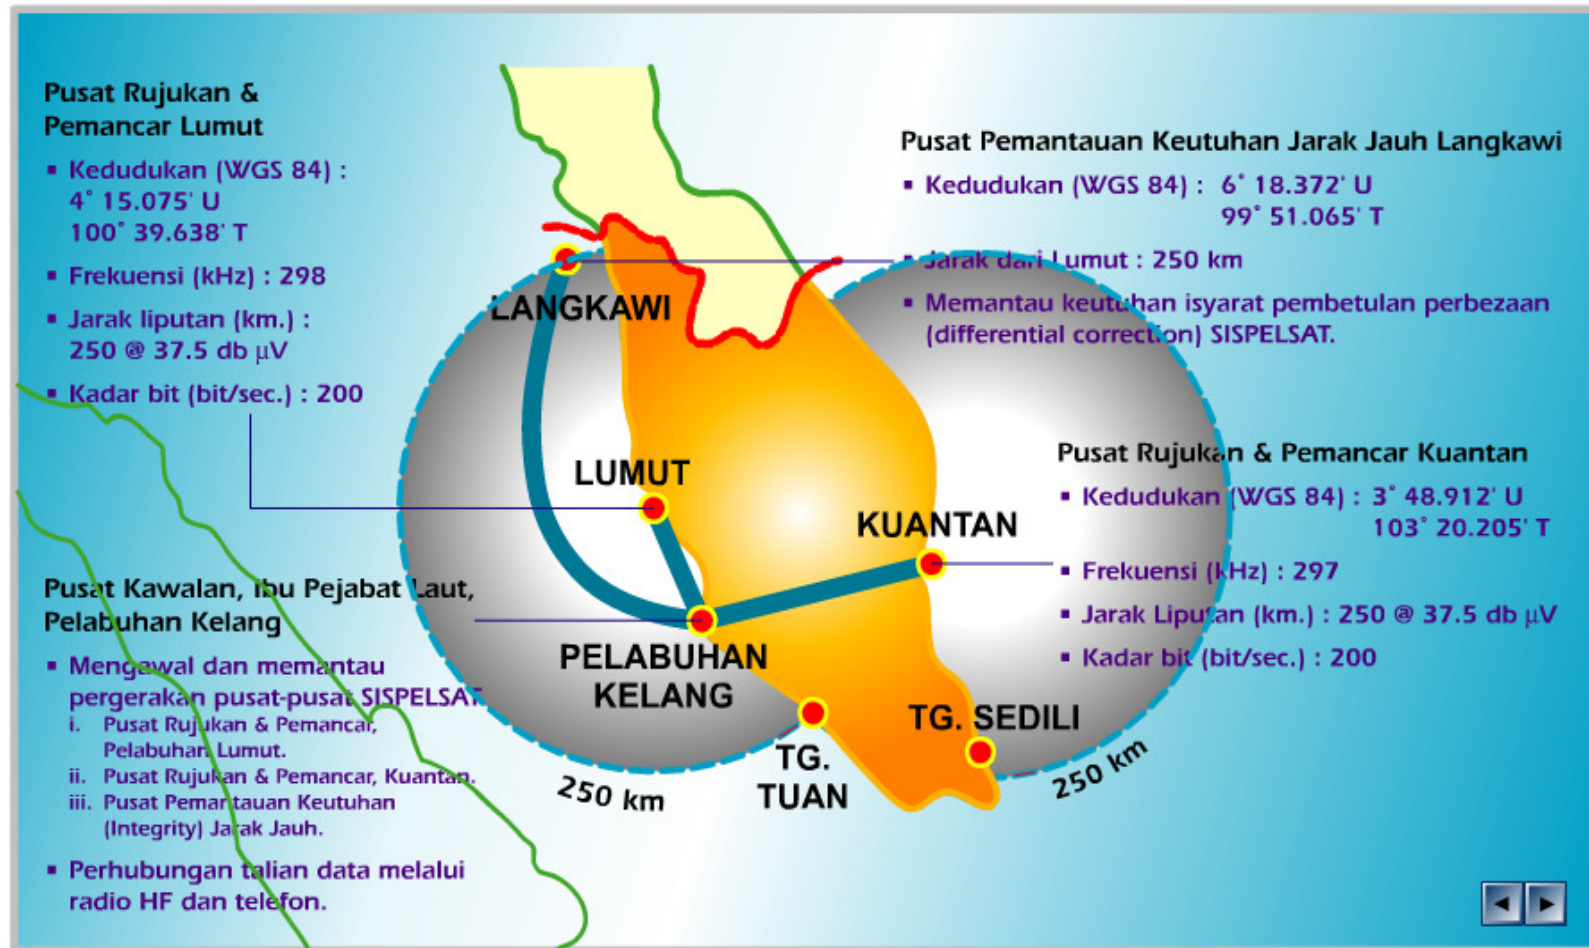 Pusat Rujukan &
Pemancar Lumut
▪ Kedudukan (WGS 84) :
4° 15.075' U
100° 39.638' T
▪ Frekuensi (kHz) : 298
▪ Jarak liputan (km.) :
250 @ 37.5 db µV
▪ Kadar bit (bit/sec.) : 200
Pusat Pemantauan Keutuhan Jarak Jauh Langkawi
▪ Kedudukan (WGS 84) : 6° 18.372' U
99° 51.065' T
▪ Jarak dari Lumut : 250 km
▪ Memantau keutuhan isyarat pembetulan perbezaan
(differential correction) SISPELSAT.
LANGKAWI
LUMUT
KUANTAN
PELABUHAN
KELANG
TG.
TUAN
TG. SEDILI
250 km
250 km
Pusat Rujukan & Pemancar Kuantan
▪ Kedudukan (WGS 84) : 3° 48.912' U
103° 20.205' T
▪ Frekuensi (kHz) : 297
▪ Jarak Liputan (km.) : 250 @ 37.5 db µV
▪ Kadar bit (bit/sec.) : 200
Pusat Kawalan, Ibu Pejabat Laut,
Pelabuhan Kelang
▪ Mengawal dan memantau
pergerakan pusat-pusat SISPELSAT
i. Pusat Rujukan & Pemancar,
Pelabuhan Lumut.
ii. Pusat Rujukan & Pemancar, Kuantan.
iii. Pusat Pemantauan Keutuhan
(Integrity) Jarak Jauh.
▪ Perhubungan talian data melalui
radio HF dan telefon.